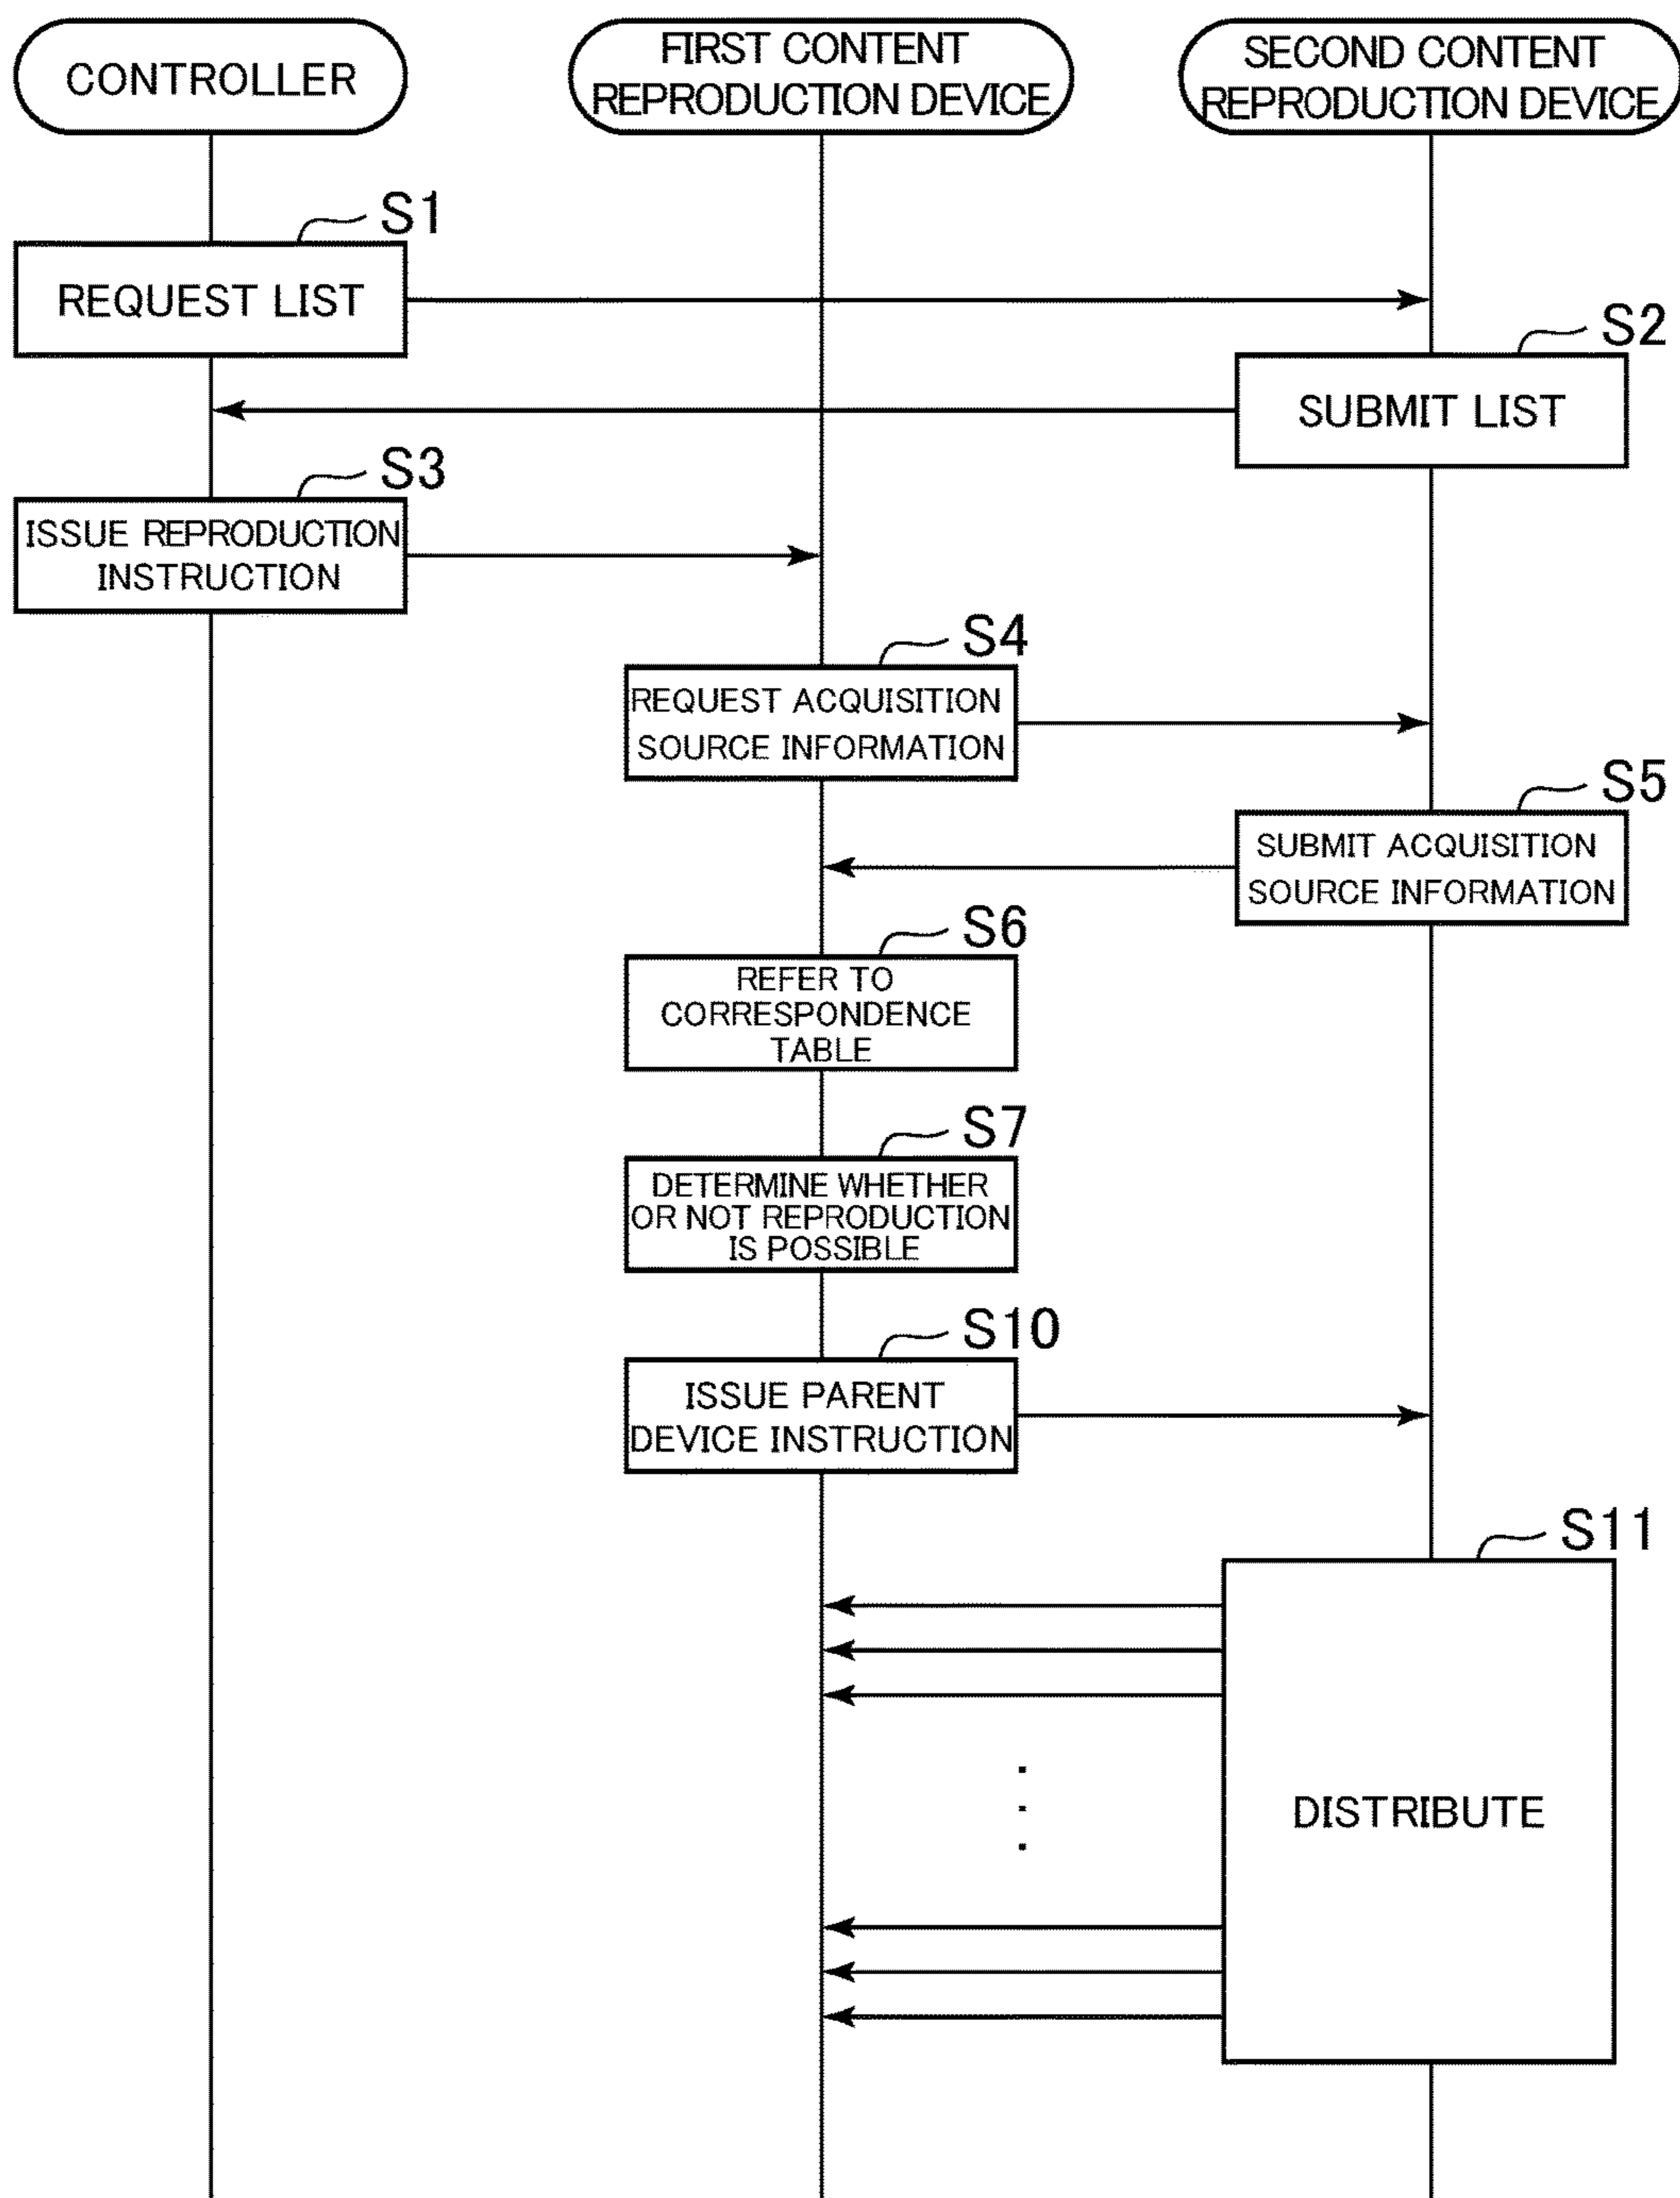 CONTROLLER
FIRST CONTENT
REPRODUCTION DEVICE
SECOND CONTENT
REPRODUCTION DEVICE
S1
REQUEST LIST
S2
SUBMIT LIST
S3
ISSUE REPRODUCTION
INSTRUCTION
S4
REQUEST ACQUISITION
SOURCE INFORMATION
S5
SUBMIT ACQUISITION
SOURCE INFORMATION
S6
REFER TO
CORRESPONDENCE
TABLE
S7
DETERMINE WHETHER
OR NOT REPRODUCTION
IS POSSIBLE
S10
ISSUE PARENT
DEVICE INSTRUCTION
S11
DISTRIBUTE